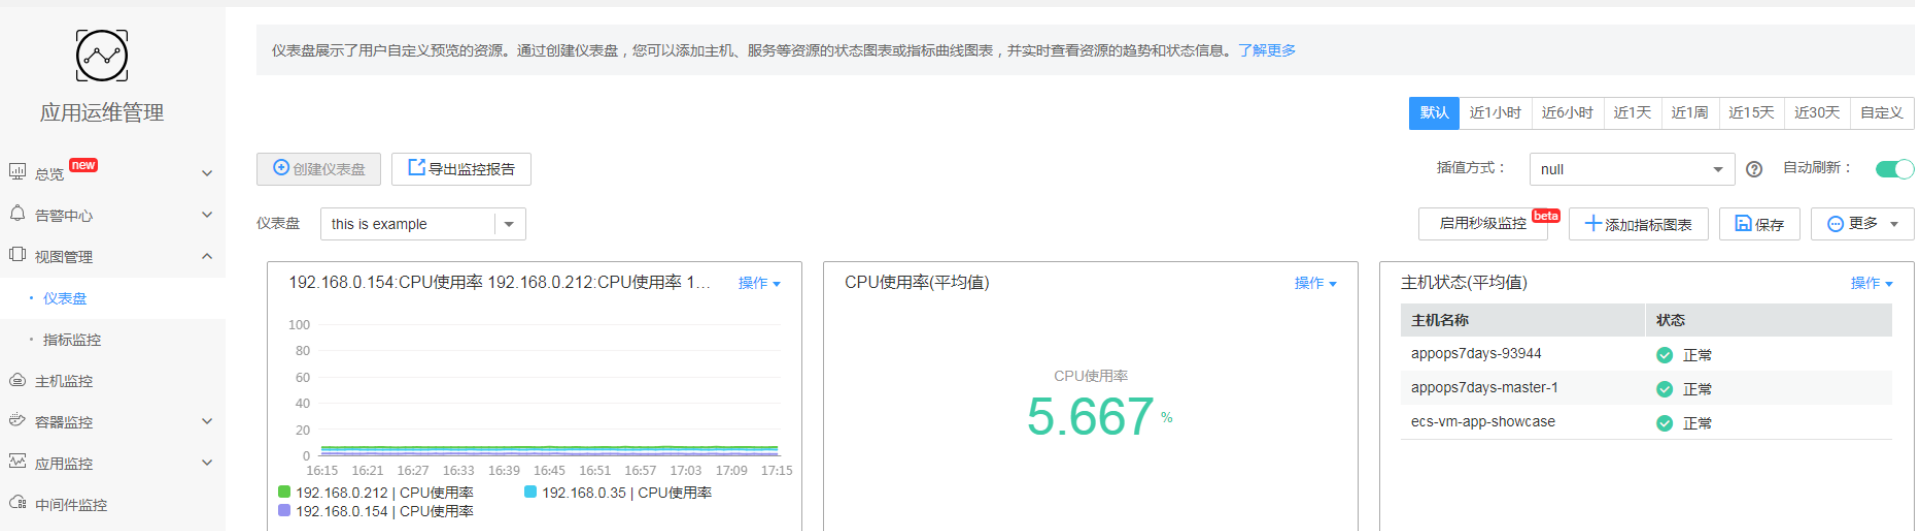 仪表盘展示了用户自定义预览的资源。通过创建仪表盘，您可以添加主机、服务等资源的状态图表或指标曲线图表，并实时查看资源的趋势和状态信息。了解更多
应用运维管理
总览 new
告警中心
视图管理
仪表盘
指标监控
主机监控
容器监控
应用监控
中间件监控
默认 近1小时 近6小时 近1天 近1周 近15天 近30天 自定义
创建仪表盘 导出监控报告 插值方式： null 自动刷新：
仪表盘 this is example 启用秒级监控 beta 添加指标图表 保存 更多
192.168.0.154:CPU使用率 192.168.0.212:CPU使用率 1... 操作
100
80
60
40
20
0
16:15 16:21 16:27 16:33 16:39 16:45 16:51 16:57 17:03 17:09 17:15
192.168.0.212 | CPU使用率 192.168.0.35 | CPU使用率
192.168.0.154 | CPU使用率
CPU使用率(平均值) 操作
CPU使用率
5.667 %
主机状态(平均值) 操作
主机名称 状态
appops7days-93944 正常
appops7days-master-1 正常
ecs-vm-app-showcase 正常